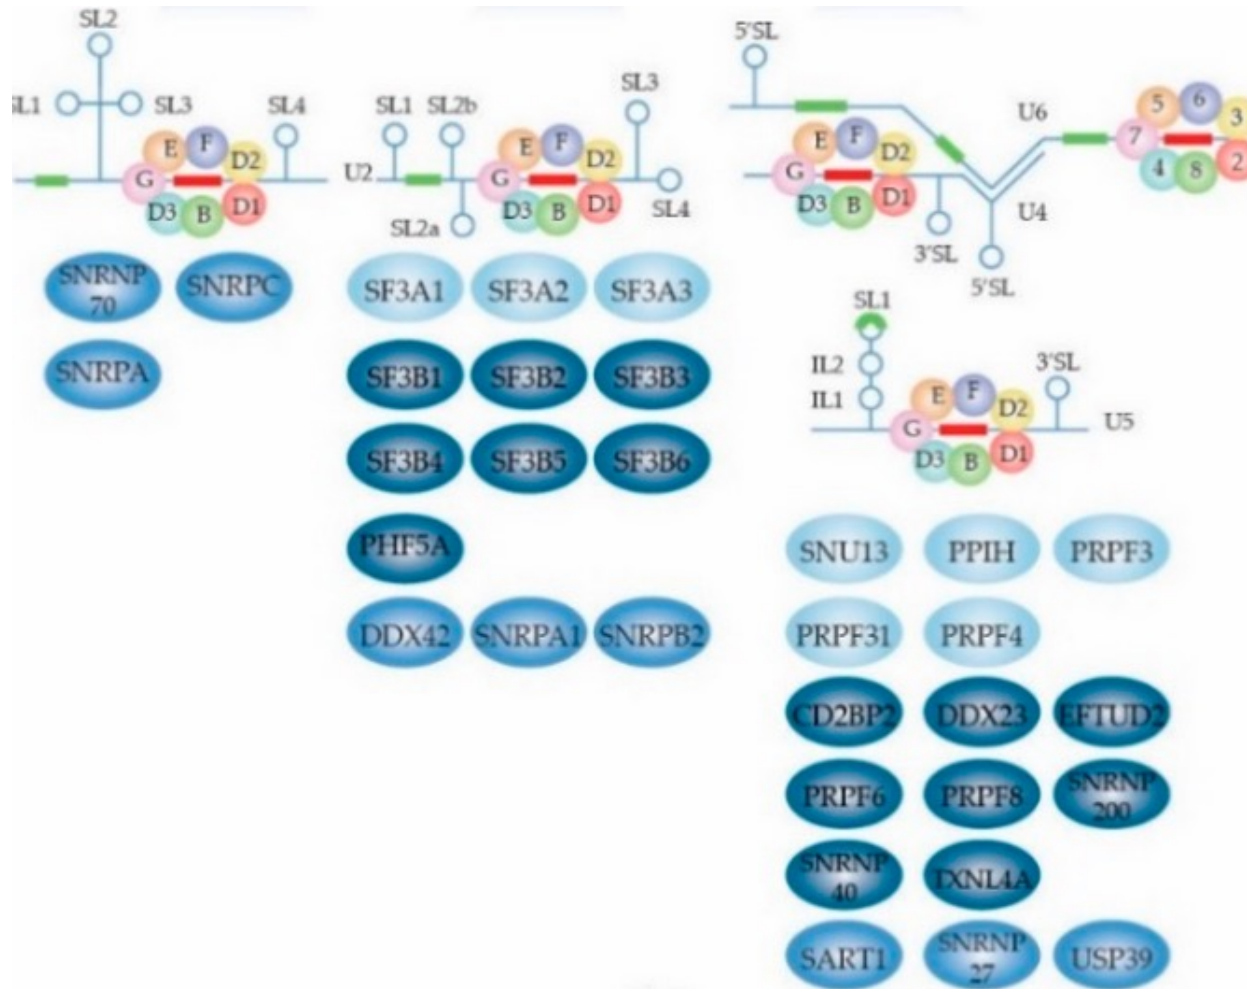 SL2
SL1 SL3 SL4
E F D2
G
D3 B D1
SNRNP
70
SNRPC
SNRPA
SL1 SL2b SL3
E F D2
U2 G
D3 B D1
SL2a SL4
SF3A1 SF3A2 SF3A3
SF3B1 SF3B2 SF3B3
SF3B4 SF3B5 SF3B6
PHF5A
DDX42 SNRPA1 SNRPB2
5'SL
U6 5 6 3
E F D2 7
G 4 8 2
D3 B D1 U4
3'SL
5'SL
SL1
IL2 3'SL
IL1 E F D2
G U5
D3 B D1
SNU13 PPIH PRPF3
PRPF31 PRPF4
CD2BP2 DDX23 EFTUD2
PRPF6 PRPF8 SNRNP
200
SNRNP
40
TXNL4A
SART1 SNRNP
27
USP39